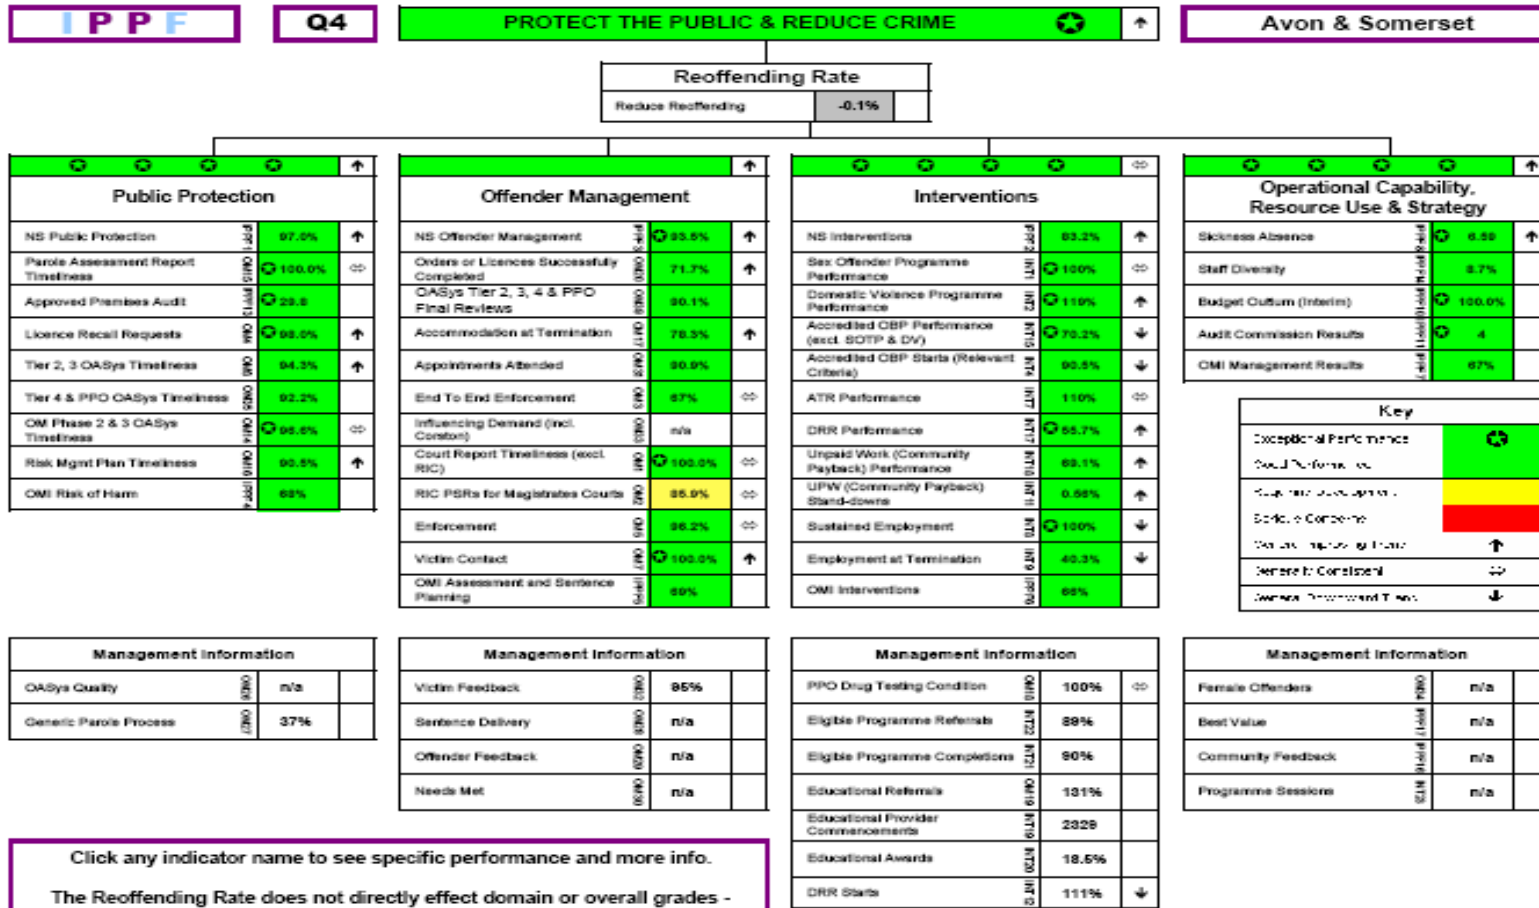 IPPF
Q4
PROTECT THE PUBLIC & REDUCE CRIME
Avon & Somerset
Reoffending Rate
Reduce Reoffending -0.1%
Public Protection
NS Public Protection 97.0%
Parole Assessment Report Timeliness 100.0%
Approved Premises Audit
Licence Recall Requests 98.0%
Tier 2, 3 OASys Timeliness 94.3%
Tier 4 & PPO OASys Timeliness 92.2%
OM Phase 2 & 3 OASys Timeliness
Risk Mgmt Plan Timeliness 90.5%
OMI Risk of Harm
Offender Management
NS Offender Management 93.5%
Orders or Licences Successfully Completed 71.7%
OASys Tier 2, 3, 4 & PPO Final Reviews 90.1%
Accommodation at Termination 78.3%
Appointments Attended 90.9%
End To End Enforcement 67%
Influencing Demand (incl. Corston) n/a
Court Report Timeliness (excl. RIC) 100.0%
RIC PSRs for Magistrates Courts 85.9%
Enforcement 96.2%
Victim Contact 100.0%
OMI Assessment and Sentence Planning 69%
Interventions
NS Interventions 83.2%
Sex Offender Programme Performance 100%
Domestic Violence Programme Performance 119%
Accredited OBP Performance (excl. SOTP & DV) 70.2%
Accredited OBP Starts (Relevant Criteria) 90.5%
ATR Performance 110%
DRR Performance
Unpaid Work (Community Payback) Performance 69.1%
UPW (Community Payback) Stand-downs 0.56%
Sustained Employment 100%
Employment at Termination 40.3%
OMI Interventions
Operational Capability,
Resource Use & Strategy
Sickness Absence
Staff Diversity
Budget Outturn (Interim) 100.0%
Audit Commission Results 4
OMI Management Results 67%
Key
Exceptional Performance
Good Performance
Serious Concerns
Generally Consistent
Management Information
OASys Quality n/a
Generic Parole Process 37%
Management Information
Victim Feedback 95%
Sentence Delivery n/a
Offender Feedback n/a
Needs Met n/a
Management Information
PPO Drug Testing Condition 100%
Eligible Programme Referrals 89%
Eligible Programme Completions 90%
Educational Referrals 131%
Educational Provider Commencements 2329
Educational Awards 18.5%
DRR Starts 111%
Management Information
Female Offenders n/a
Best Value n/a
Community Feedback n/a
Programme Sessions n/a
Click any indicator name to see specific performance and more info.
The Reoffending Rate does not directly effect domain or overall grades -